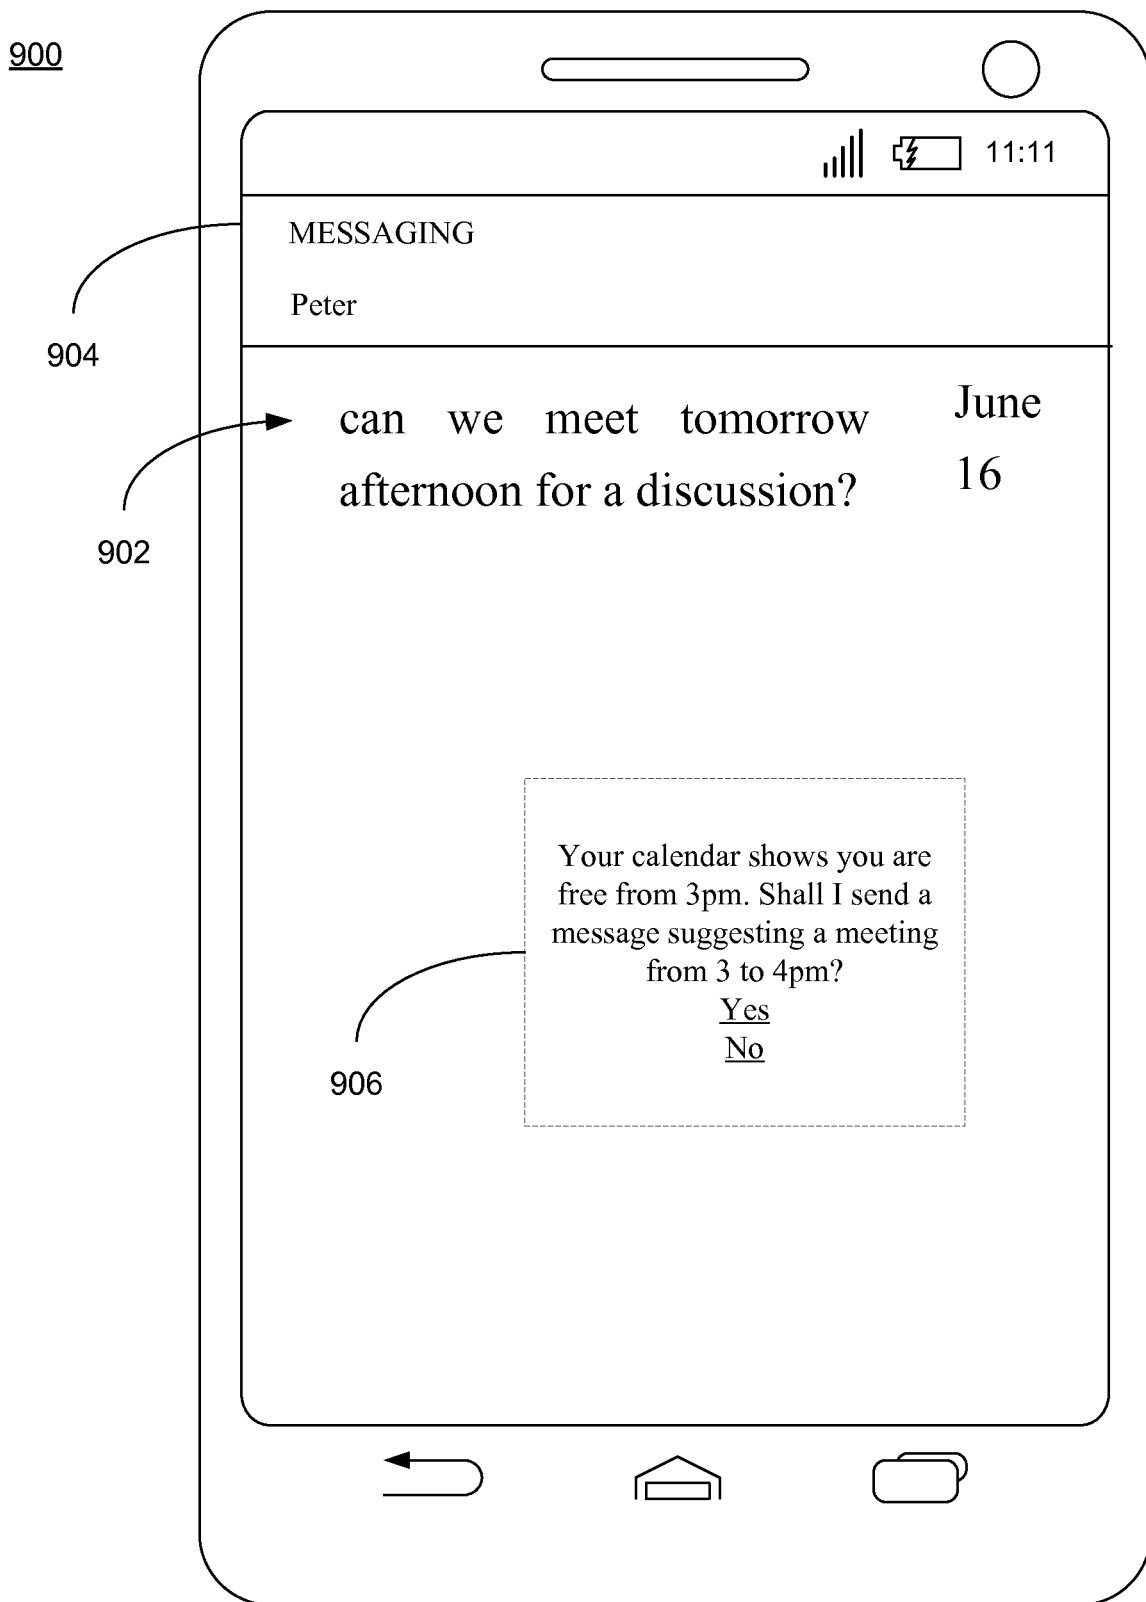 900
11:11
MESSAGING
Peter
904
can we meet tomorrow
afternoon for a discussion?
June
16
902
Your calendar shows you are
free from 3pm. Shall I send a
message suggesting a meeting
from 3 to 4pm?
Yes
No
906